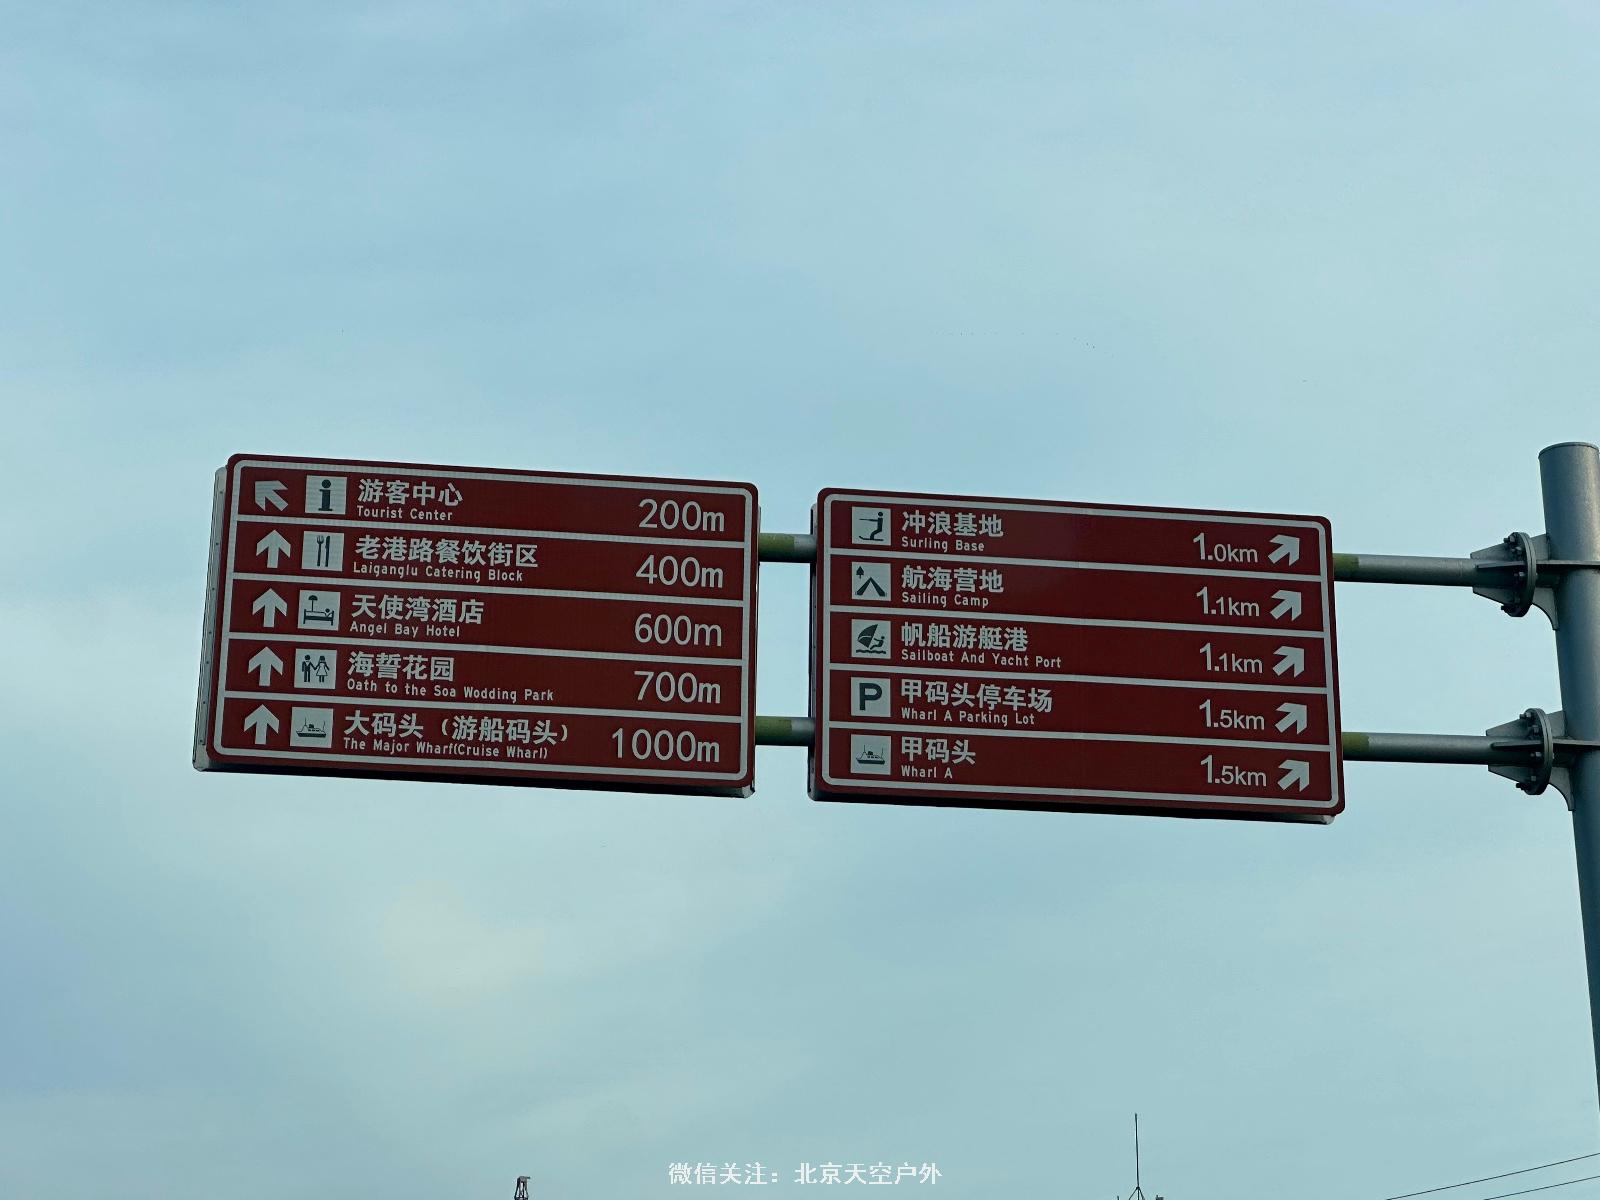 游客中心
Tourist Center
200m
老港路餐饮街区
Laiganglu Catering Block
400m
天使湾酒店
Angel Bay Hotel
600m
海誓花园
Oath to the Soa Wodding Park
700m
大码头（游船码头）
The Major Wharf(Cruise Wharl)
1000m
冲浪基地
Surling Base
1.0km
航海营地
Sailing Camp
1.1km
帆船游艇港
Sailboat And Yacht Port
1.1km
P
甲码头停车场
Wharl A Parking Lot
1.5km
甲码头
Wharl A
1.5km
微信关注：北京天空户外